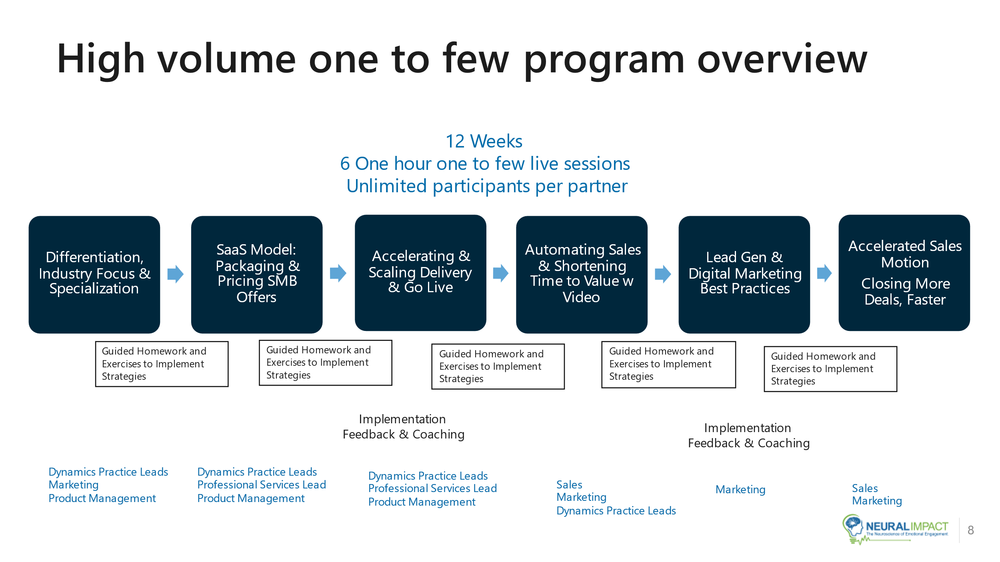 High volume one to few program overview
12 Weeks
6 One hour one to few live sessions
Unlimited participants per partner
Differentiation,
Industry Focus &
Specialization
SaaS Model:
Packaging &
Pricing SMB
Offers
Accelerating &
Scaling Delivery
& Go Live
Automating Sales
& Shortening
Time to Value w
Video
Lead Gen &
Digital Marketing
Best Practices
Accelerated Sales
Motion
Closing More
Deals, Faster
Guided Homework and
Exercises to Implement
Strategies
Guided Homework and
Exercises to Implement
Strategies
Guided Homework and
Exercises to Implement
Strategies
Guided Homework and
Exercises to Implement
Strategies
Guided Homework and
Exercises to Implement
Strategies
Implementation
Feedback & Coaching
Implementation
Feedback & Coaching
Dynamics Practice Leads
Marketing
Product Management
Dynamics Practice Leads
Professional Services Lead
Product Management
Dynamics Practice Leads
Professional Services Lead
Product Management
Sales
Marketing
Dynamics Practice Leads
Marketing
Sales
Marketing
NEURALIMPACT
The Neuroscience of Emotional Engagement
8